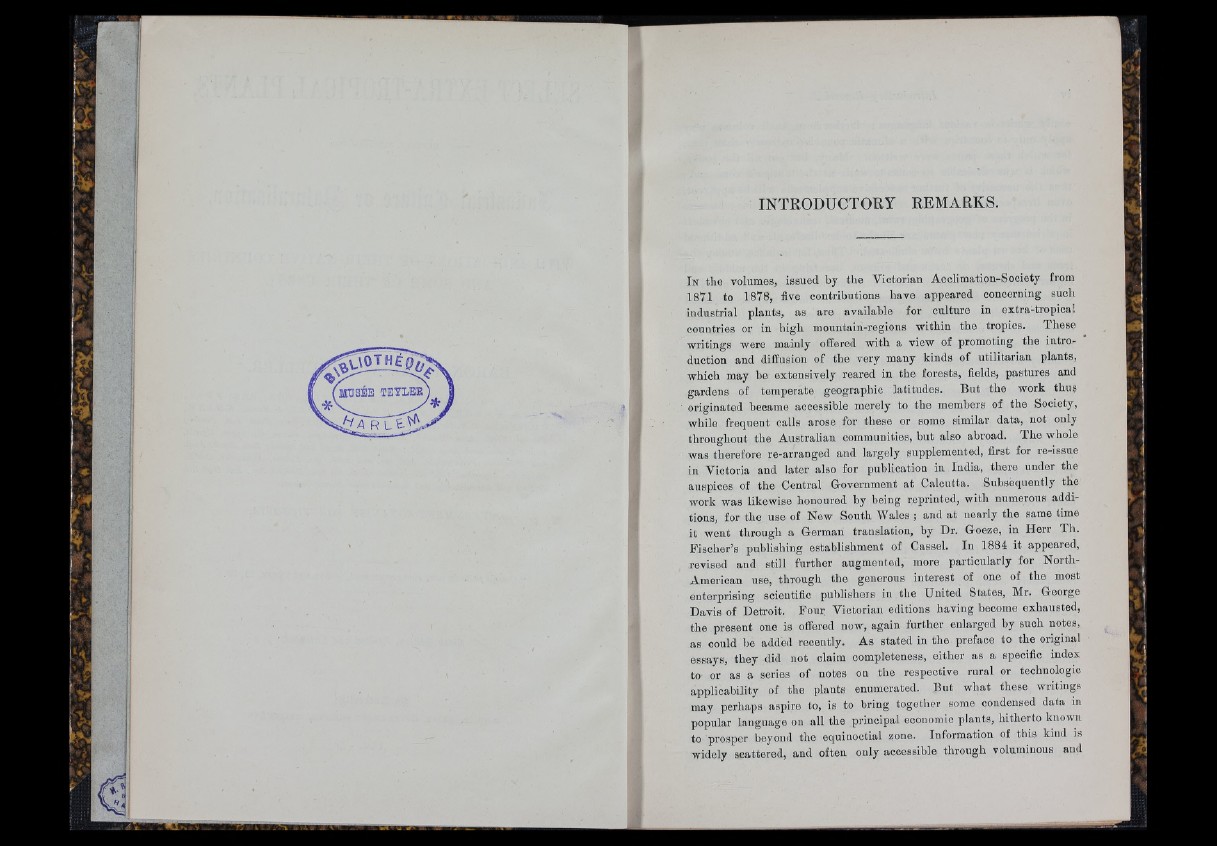 BIBLIOTHÉQUE
MUSÉE TEYLER
HARLEM
INTRODUCTORY REMARKS.
In the volumes, issued by the Victorian Acclimation-Society from
1871 to 1878, five contributions have appeared concerning such
industrial plants, as are available for culture in extra-tropical
countries or in high mountain-regions within the tropics. These
writings were mainly offered with a view of promoting the intro-
duction and diffusion of the very many kinds of utilitarian plants,
which may be extensively reared in the forests, fields, pastures and
gardens of temperate geographic latitudes. But the work thus
originated became accessible merely to the members of the Society,
while frequent calls arose for these or some similar data, not only
throughout the Australian communities, but also abroad. The whole
was therefore re-arranged and largely supplemented, first for re-issue
in Victoria and later also for publication in India, there under the
auspices of the Central Government at Calcutta. Subsequently the
work was likewise honoured by being reprinted, with numerous addi-
tions, for the use of New South Wales ; and at nearly the same time
it went through a German translation, by Dr. Goeze, in Herr Th.
Fischer's publishing establishment of Cassel. In 1884 it appeared,
revised and still further augmented, more particularly for North-
American use, through the generous interest of one of the most
enterprising scientific publishers in the United States, Mr. George
Davis of Detroit. Four Victorian editions having become exhausted,
the present one is offered now, again further enlarged by such notes,
as could be added recently. As stated in the preface to the original
essays, they did not claim completeness, either as a specific index
to or as a series of notes on the respective rural or technologic
applicability of the plants enumerated. But what these writings
may perhaps aspire to, is to bring together some condensed data in
popular language on all the principal economic plants, hitherto known
to prosper beyond the equinoctial zone. Information of this kind is
widely scattered, and often only accessible through voluminous and